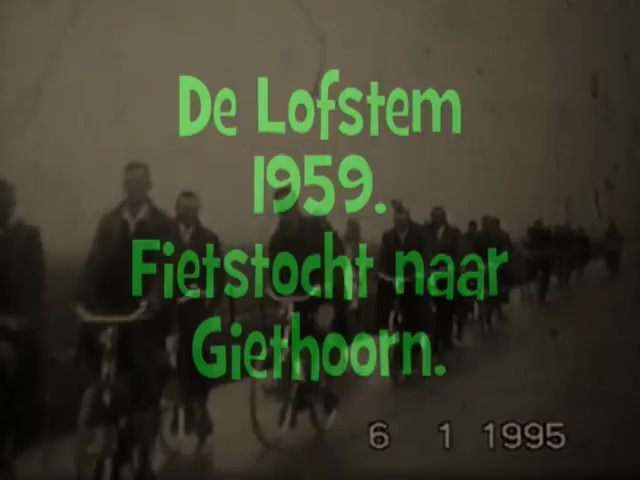 De Lofstem
1959.
Fietstocht naar
Giethoorn.
6 1 1995